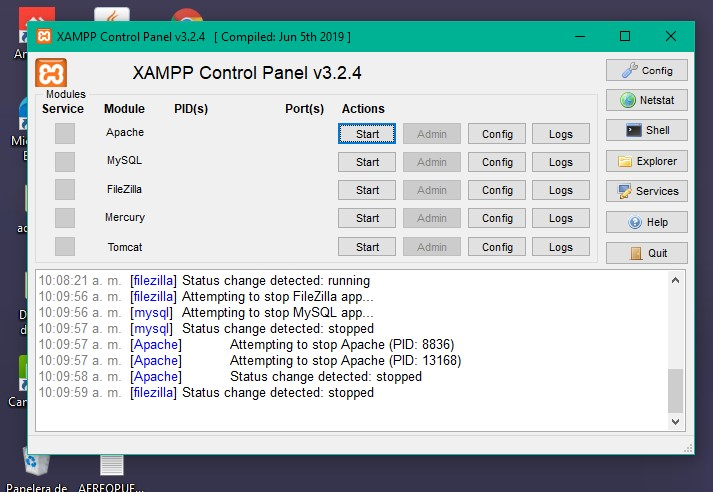 XAMPP Control Panel v3.2.4 [ Compiled: Jun 5th 2019 ]
XAMPP Control Panel v3.2.4
Config
Modules
Service Module PID(s) Port(s) Actions
Netstat
Apache Start Admin Config Logs
Shell
MySQL Start Admin Config Logs
Explorer
FileZilla Start Admin Config Logs
Services
Mercury Start Admin Config Logs
Help
Tomcat Start Admin Config Logs
Quit
10:08:21 a. m. [filezilla] Status change detected: running
10:09:56 a. m. [filezilla] Attempting to stop FileZilla app...
10:09:56 a. m. [mysql] Attempting to stop MySQL app...
10:09:57 a. m. [mysql] Status change detected: stopped
10:09:57 a. m. [Apache] Attempting to stop Apache (PID: 8836)
10:09:57 a. m. [Apache] Attempting to stop Apache (PID: 13168)
10:09:58 a. m. [Apache] Status change detected: stopped
10:09:59 a. m. [filezilla] Status change detected: stopped
Papelera de... AEREOPUE...